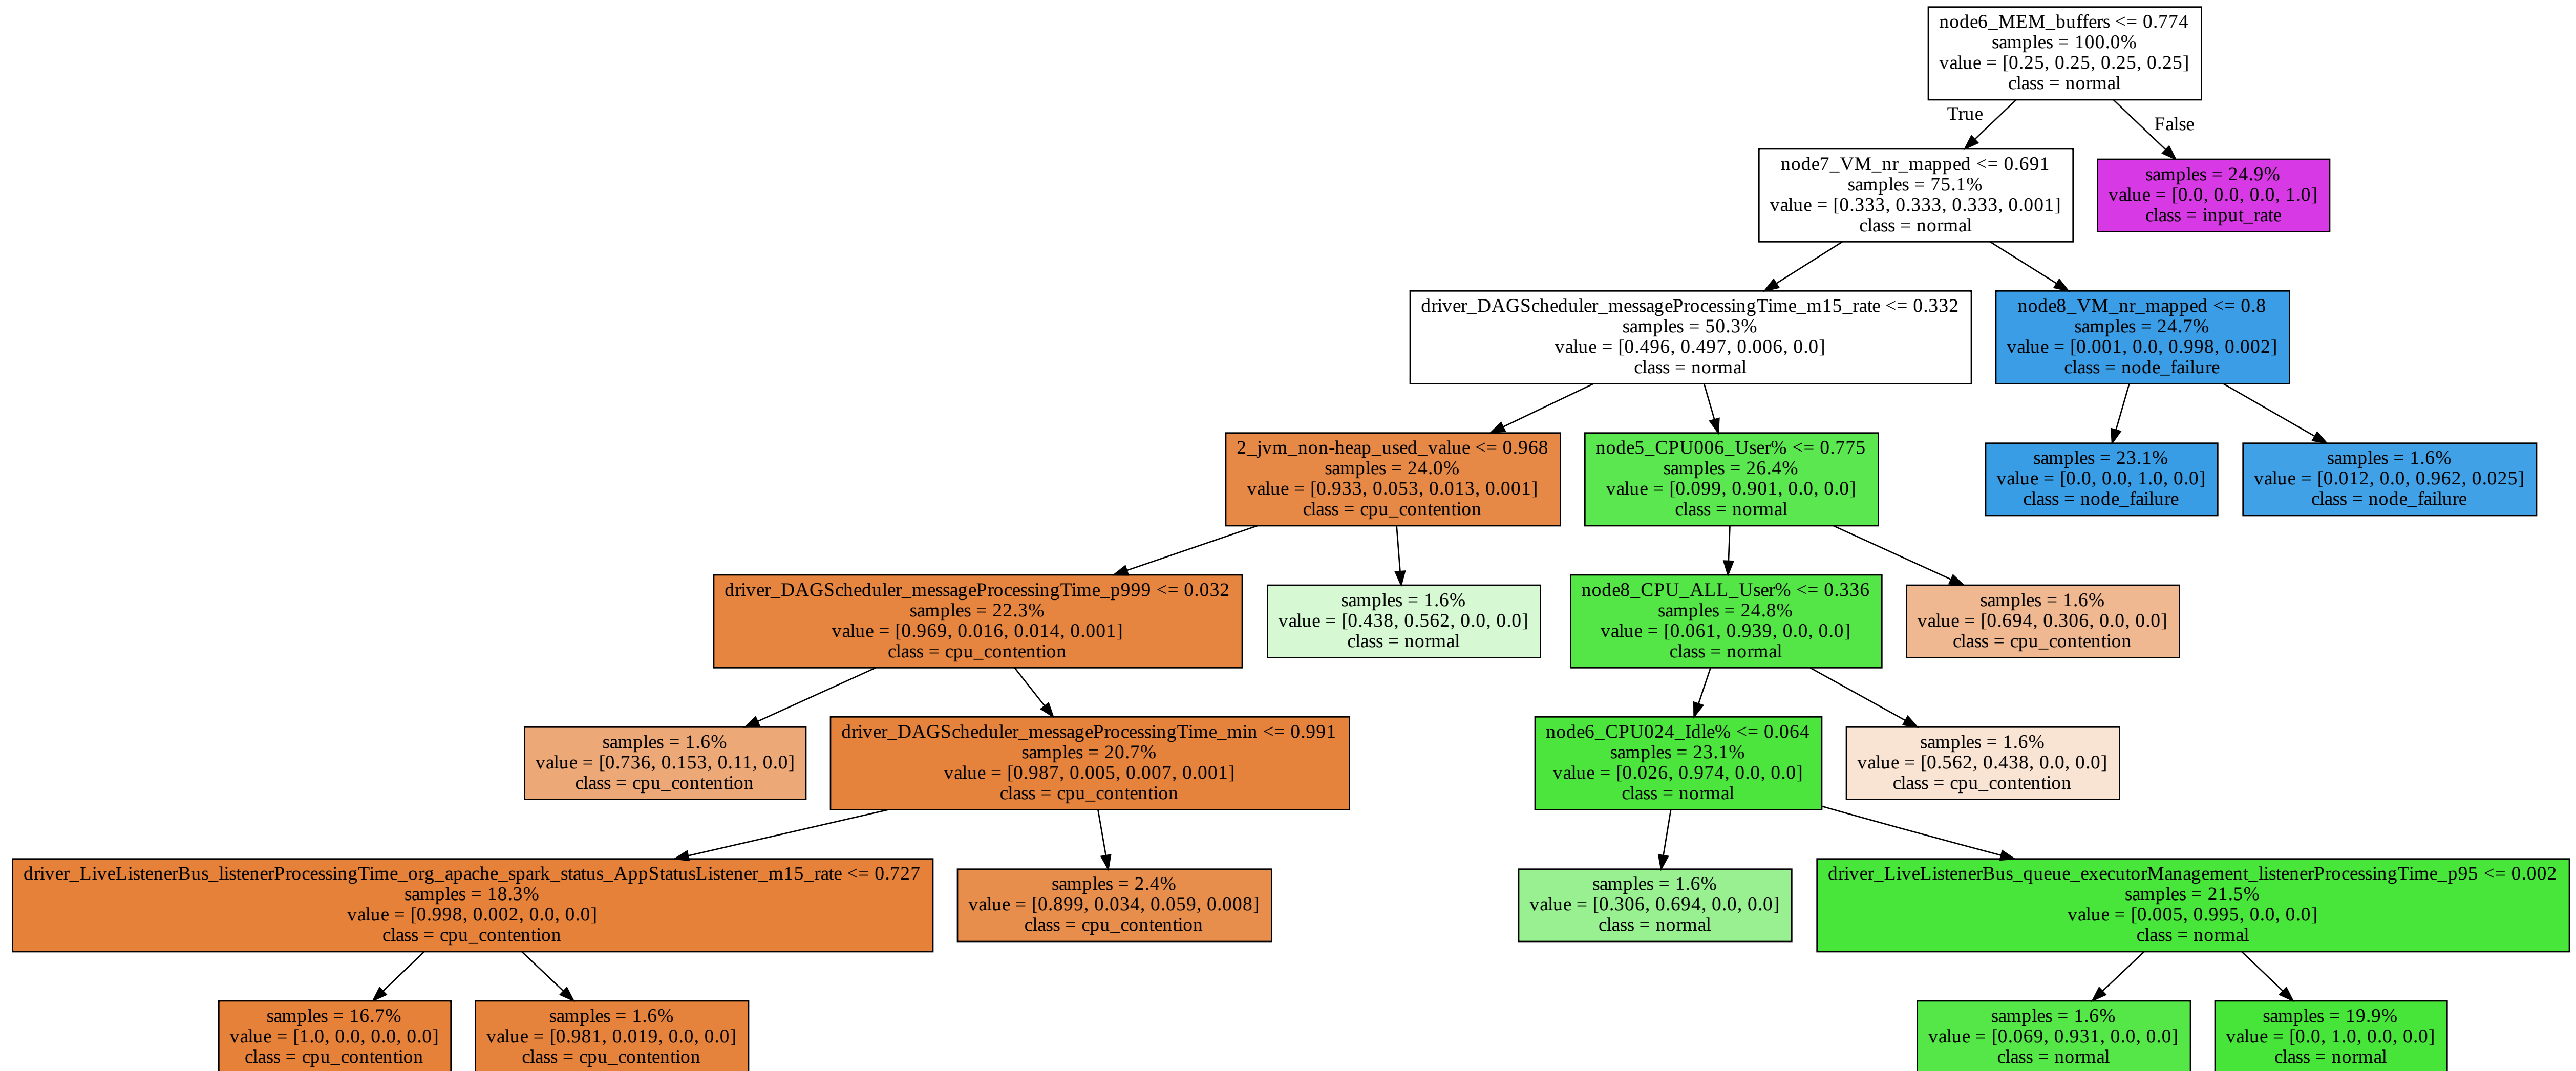 node6_MEM_buffers <= 0.774
samples = 100.0%
value = [0.25, 0.25, 0.25, 0.25]
class = normal
True
False
node7_VM_nr_mapped <= 0.691
samples = 75.1%
value = [0.333, 0.333, 0.333, 0.001]
class = normal
samples = 24.9%
value = [0.0, 0.0, 0.0, 1.0]
class = input_rate
driver_DAGScheduler_messageProcessingTime_m15_rate <= 0.332
samples = 50.3%
value = [0.496, 0.497, 0.006, 0.0]
class = normal
node8_VM_nr_mapped <= 0.8
samples = 24.7%
value = [0.001, 0.0, 0.998, 0.002]
class = node_failure
2_jvm_non-heap_used_value <= 0.968
samples = 24.0%
value = [0.933, 0.053, 0.013, 0.001]
class = cpu_contention
node5_CPU006_User% <= 0.775
samples = 26.4%
value = [0.099, 0.901, 0.0, 0.0]
class = normal
samples = 23.1%
value = [0.0, 0.0, 1.0, 0.0]
class = node_failure
samples = 1.6%
value = [0.012, 0.0, 0.962, 0.025]
class = node_failure
driver_DAGScheduler_messageProcessingTime_p999 <= 0.032
samples = 22.3%
value = [0.969, 0.016, 0.014, 0.001]
class = cpu_contention
samples = 1.6%
value = [0.438, 0.562, 0.0, 0.0]
class = normal
node8_CPU_ALL_User% <= 0.336
samples = 24.8%
value = [0.061, 0.939, 0.0, 0.0]
class = normal
samples = 1.6%
value = [0.694, 0.306, 0.0, 0.0]
class = cpu_contention
samples = 1.6%
value = [0.736, 0.153, 0.11, 0.0]
class = cpu_contention
driver_DAGScheduler_messageProcessingTime_min <= 0.991
samples = 20.7%
value = [0.987, 0.005, 0.007, 0.001]
class = cpu_contention
node6_CPU024_Idle% <= 0.064
samples = 23.1%
value = [0.026, 0.974, 0.0, 0.0]
class = normal
samples = 1.6%
value = [0.562, 0.438, 0.0, 0.0]
class = cpu_contention
driver_LiveListenerBus_listenerProcessingTime_org_apache_spark_status_AppStatusListener_m15_rate <= 0.727
samples = 18.3%
value = [0.998, 0.002, 0.0, 0.0]
class = cpu_contention
samples = 2.4%
value = [0.899, 0.034, 0.059, 0.008]
class = cpu_contention
samples = 1.6%
value = [0.306, 0.694, 0.0, 0.0]
class = normal
driver_LiveListenerBus_queue_executorManagement_listenerProcessingTime_p95 <= 0.002
samples = 21.5%
value = [0.005, 0.995, 0.0, 0.0]
class = normal
samples = 16.7%
value = [1.0, 0.0, 0.0, 0.0]
class = cpu_contention
samples = 1.6%
value = [0.981, 0.019, 0.0, 0.0]
class = cpu_contention
samples = 1.6%
value = [0.069, 0.931, 0.0, 0.0]
class = normal
samples = 19.9%
value = [0.0, 1.0, 0.0, 0.0]
class = normal